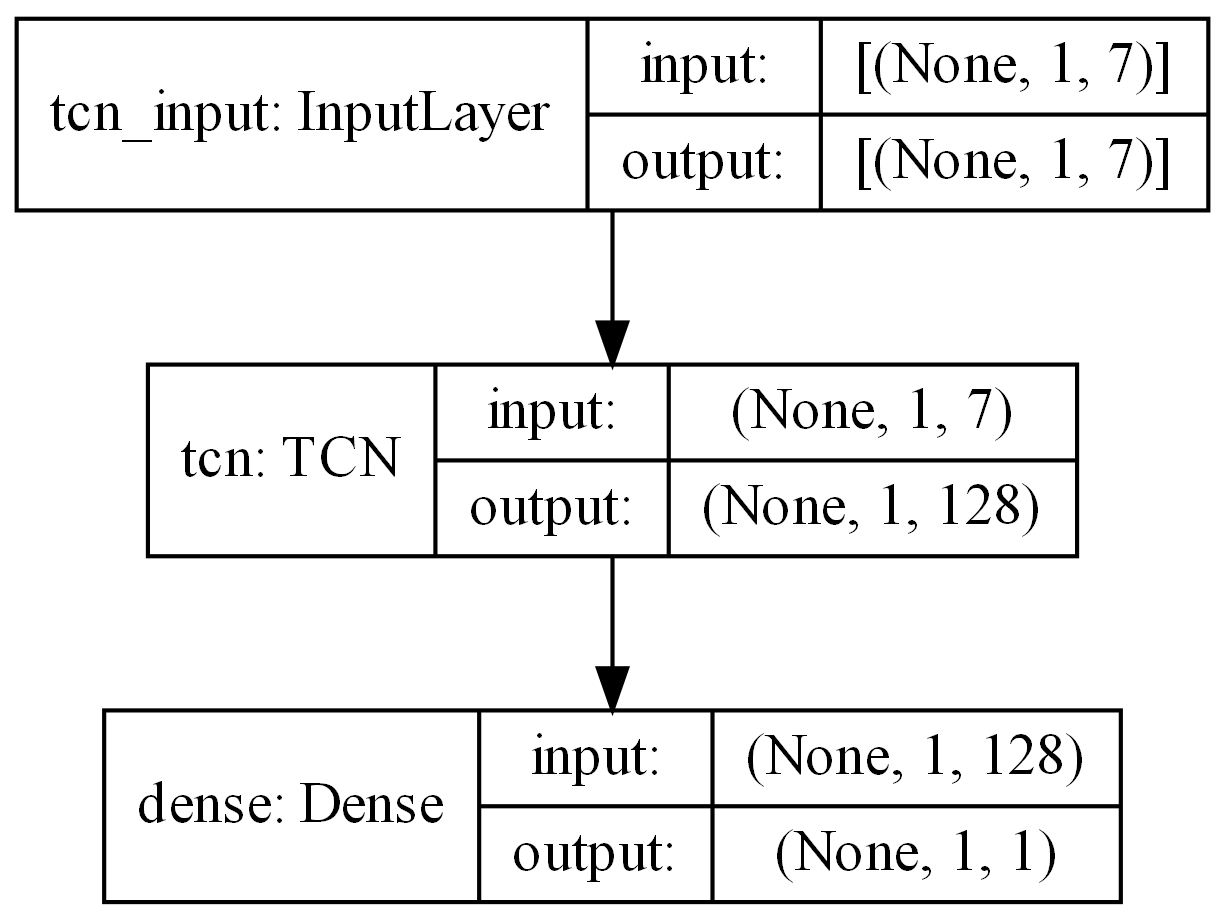 tcn_input: InputLayer
input:
[(None, 1, 7)]
output:
[(None, 1, 7)]
tcn: TCN
input:
(None, 1, 7)
output:
(None, 1, 128)
dense: Dense
input:
(None, 1, 128)
output:
(None, 1, 1)